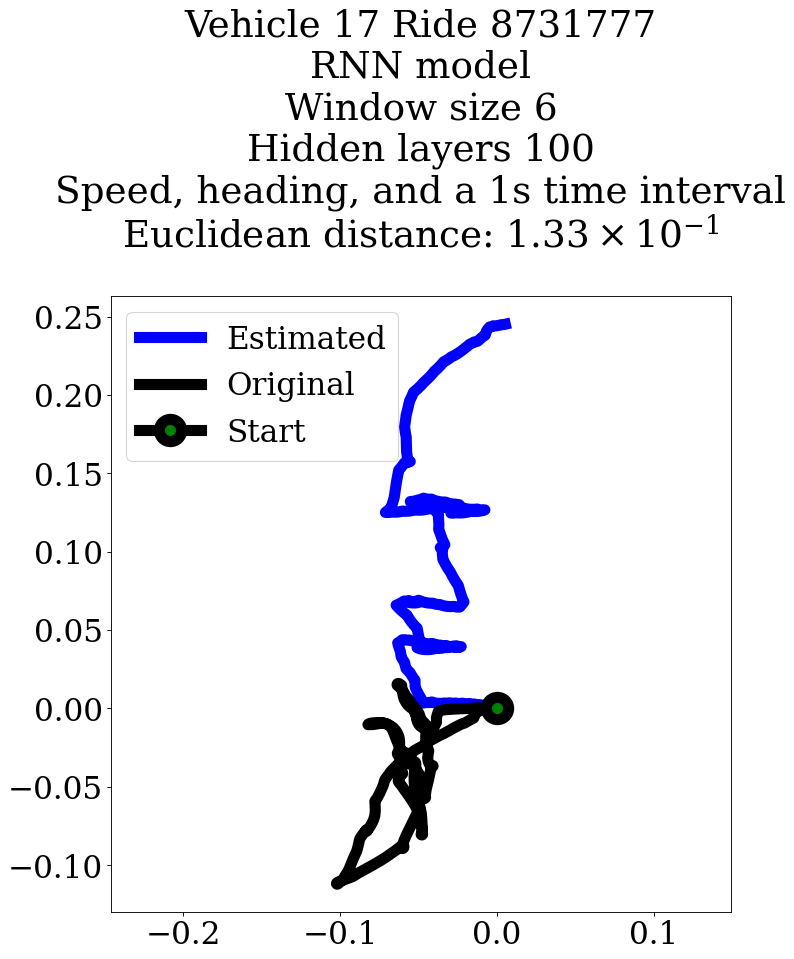 Vehicle 17 Ride 8731777
RNN model
Window size 6
Hidden layers 100
Speed, heading, and a 1s time interval
Euclidean distance: 1.33 × 10⁻¹
Estimated
Original
Start
0.25
0.20
0.15
0.10
0.05
0.00
−0.05
−0.10
−0.2
−0.1
0.0
0.1